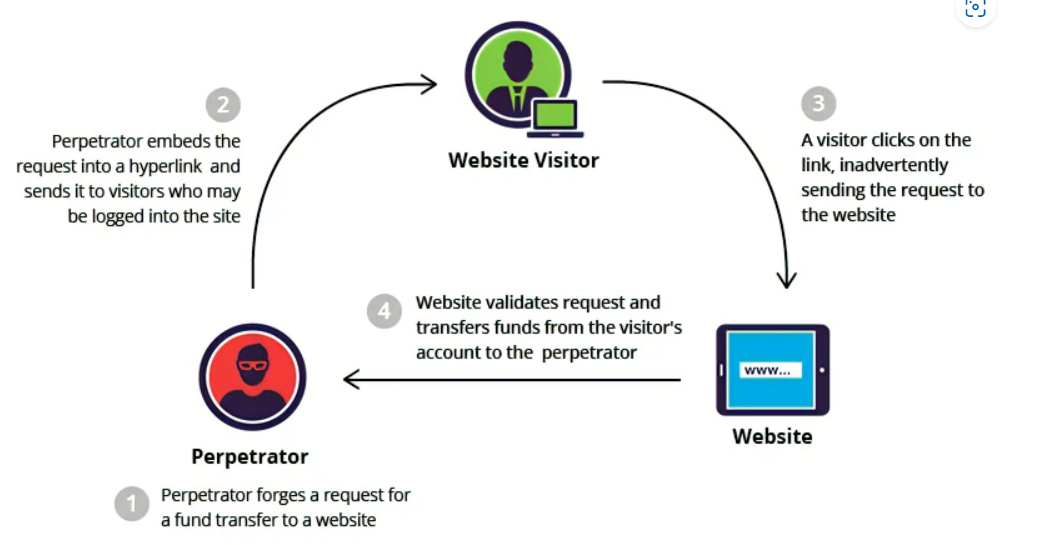 Website Visitor
2
Perpetrator embeds the
request into a hyperlink and
sends it to visitors who may
be logged into the site
3
A visitor clicks on the
link, inadvertently
sending the request to
the website
4
Website validates request and
transfers funds from the visitor's
account to the perpetrator
www...
Website
Perpetrator
1
Perpetrator forges a request for
a fund transfer to a website